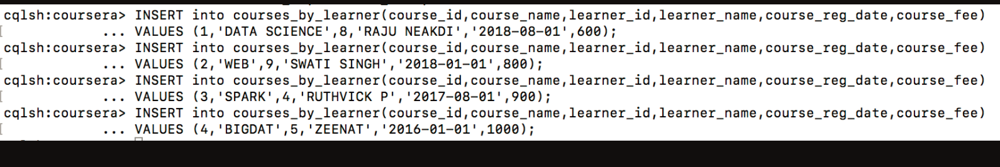 cqlsh:coursera> INSERT into courses_by_learner(course_id,course_name,learner_id,learner_name,course_reg_date,course_fee)
... VALUES (1,'DATA SCIENCE',8,'RAJU NEAKDI','2018-08-01',600);
cqlsh:coursera> INSERT into courses_by_learner(course_id,course_name,learner_id,learner_name,course_reg_date,course_fee)
... VALUES (2,'WEB',9,'SWATI SINGH','2018-01-01',800);
cqlsh:coursera> INSERT into courses_by_learner(course_id,course_name,learner_id,learner_name,course_reg_date,course_fee)
... VALUES (3,'SPARK',4,'RUTHVICK P','2017-08-01',900);
cqlsh:coursera> INSERT into courses_by_learner(course_id,course_name,learner_id,learner_name,course_reg_date,course_fee)
... VALUES (4,'BIGDAT',5,'ZEENAT','2016-01-01',1000);